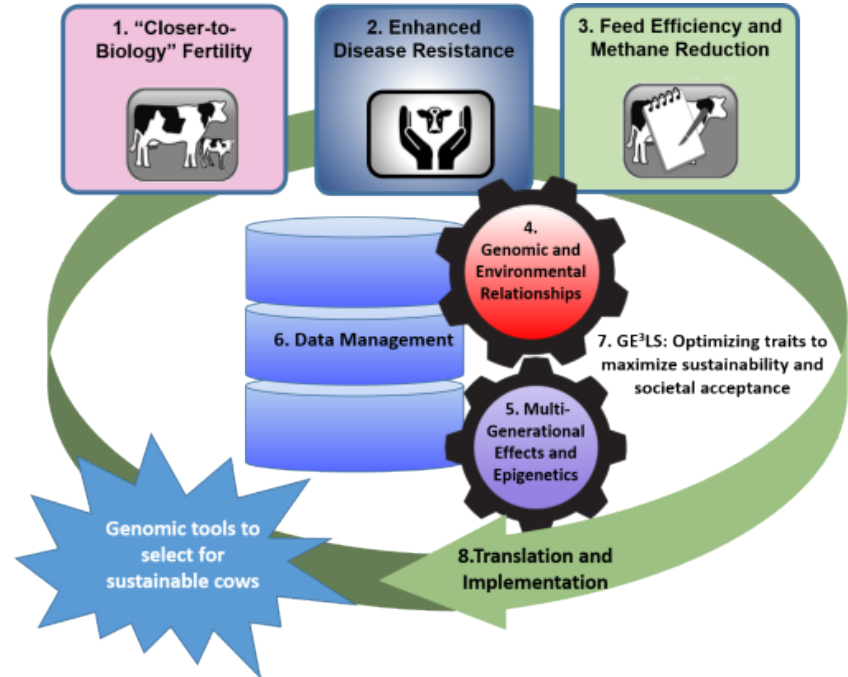 1. “Closer-to-
Biology” Fertility
2. Enhanced
Disease Resistance
3. Feed Efficiency and
Methane Reduction
4.
Genomic and
Environmental
Relationships
6. Data Management
7. GE³LS: Optimizing traits to
maximize sustainability and
societal acceptance
5. Multi-
Generational
Effects and
Epigenetics
Genomic tools to
select for
sustainable cows
8.Translation and
Implementation